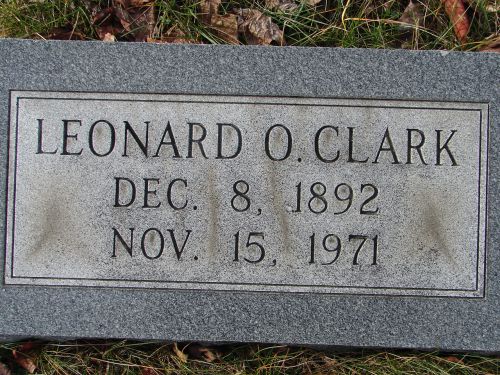 LEONARD O. CLARK
DEC. 8, 1892
NOV. 15, 1971